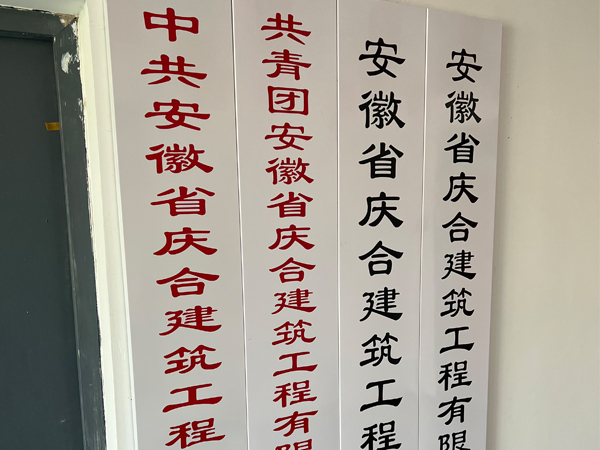 中共安徽省庆合建筑工程
共青团安徽省庆合建筑工程有限
安徽省庆合建筑工程
安徽省庆合建筑工程有限